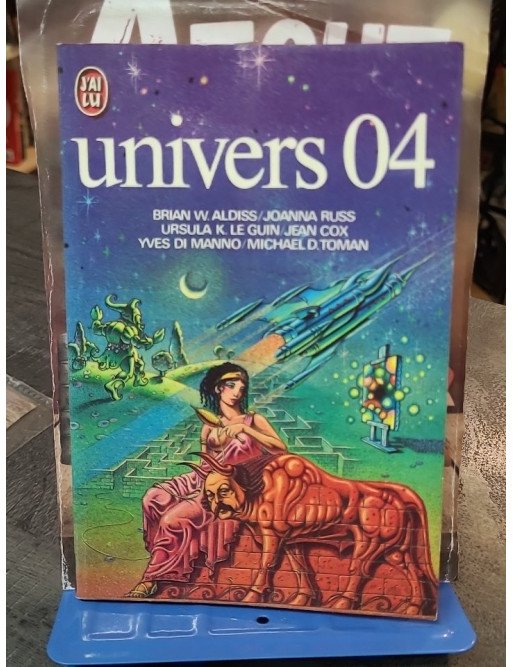 J'AI
LU
univers 04
BRIAN W. ALDISS/JOANNA RUSS
URSULA K. LE GUIN/JEAN COX
YVES DI MANNO/MICHAEL D. TOMAN